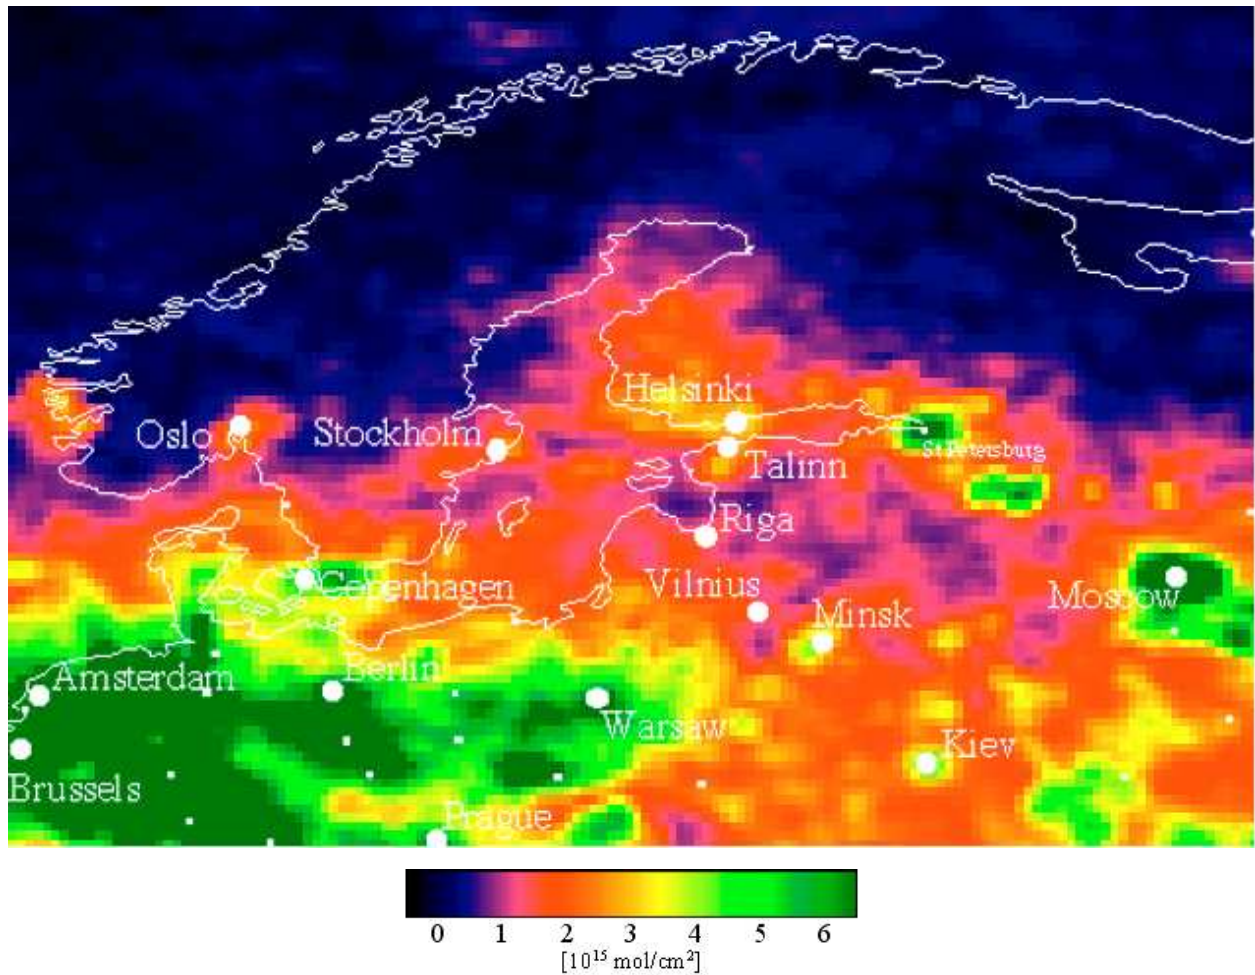 Helsinki
Oslo
Stockholm
St Petersburg
Talinn
Riga
Copenhagen
Vilnius
Moscow
Minsk
Berlin
Amsterdam
Warsaw
Kiev
Brussels
Prague
0 1 2 3 4 5 6
[10¹⁵ mol/cm²]